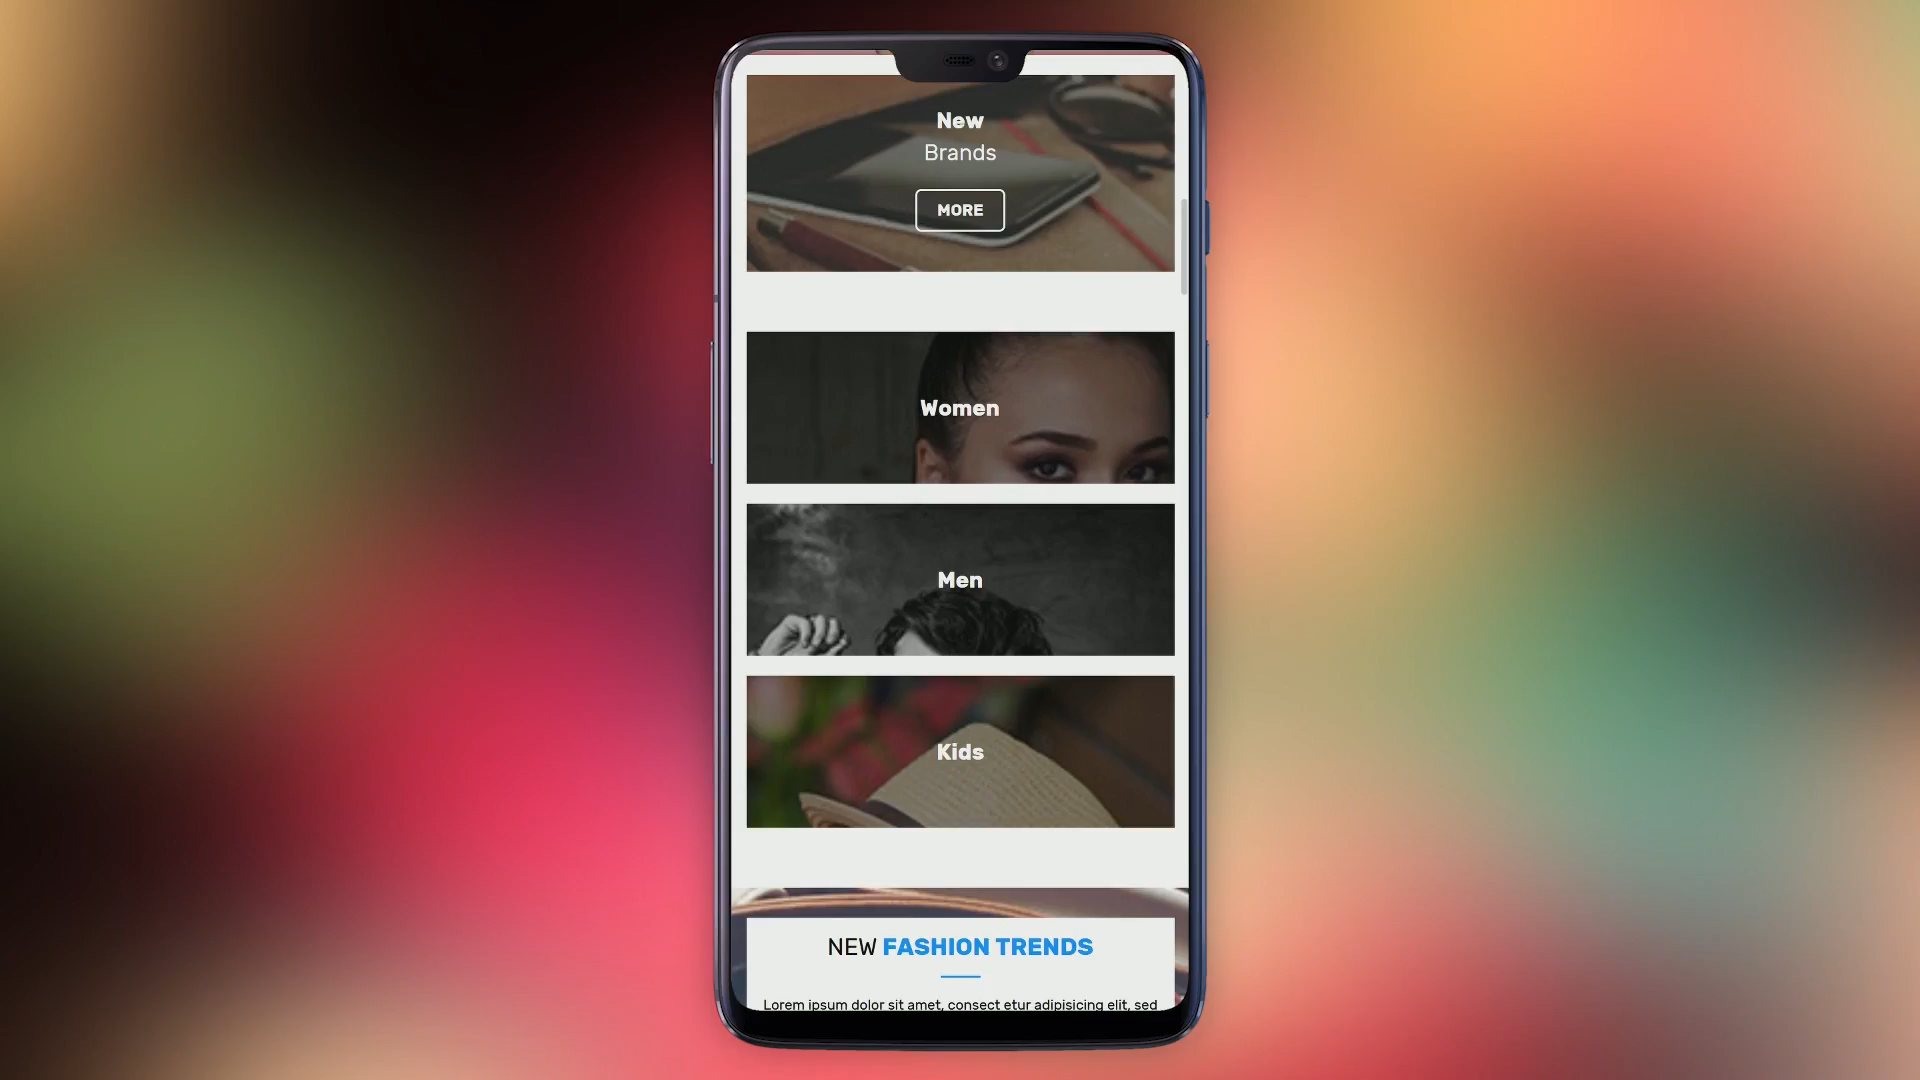 New
Brands
MORE
Women
Men
Kids
NEW FASHION TRENDS
Lorem ipsum dolor sit amet, consect etur adipisicing elit, sed